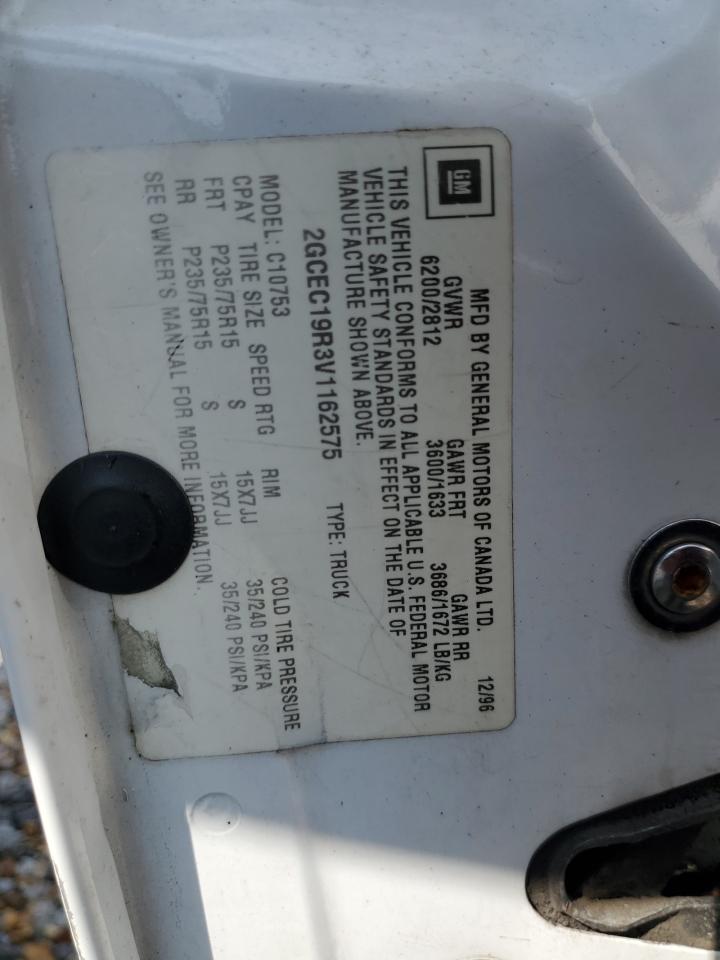 GM
MFD BY GENERAL MOTORS OF CANADA LTD. 12/96
GVWR GAWR FRT GAWR RR
6200/2812 3600/1633 3686/1672 LB/KG
THIS VEHICLE CONFORMS TO ALL APPLICABLE U.S. FEDERAL MOTOR
VEHICLE SAFETY STANDARDS IN EFFECT ON THE DATE OF
MANUFACTURE SHOWN ABOVE.
2GCEC19R3V1162575 TYPE: TRUCK
MODEL: C10753
CPAY TIRE SIZE SPEED RTG RIM COLD TIRE PRESSURE
FRT P235/75R15 S 15X7JJ 35/240 PSI/KPA
RR P235/75R15 S 15X7JJ 35/240 PSI/KPA
SEE OWNER'S MANUAL FOR MORE INFORMATION.